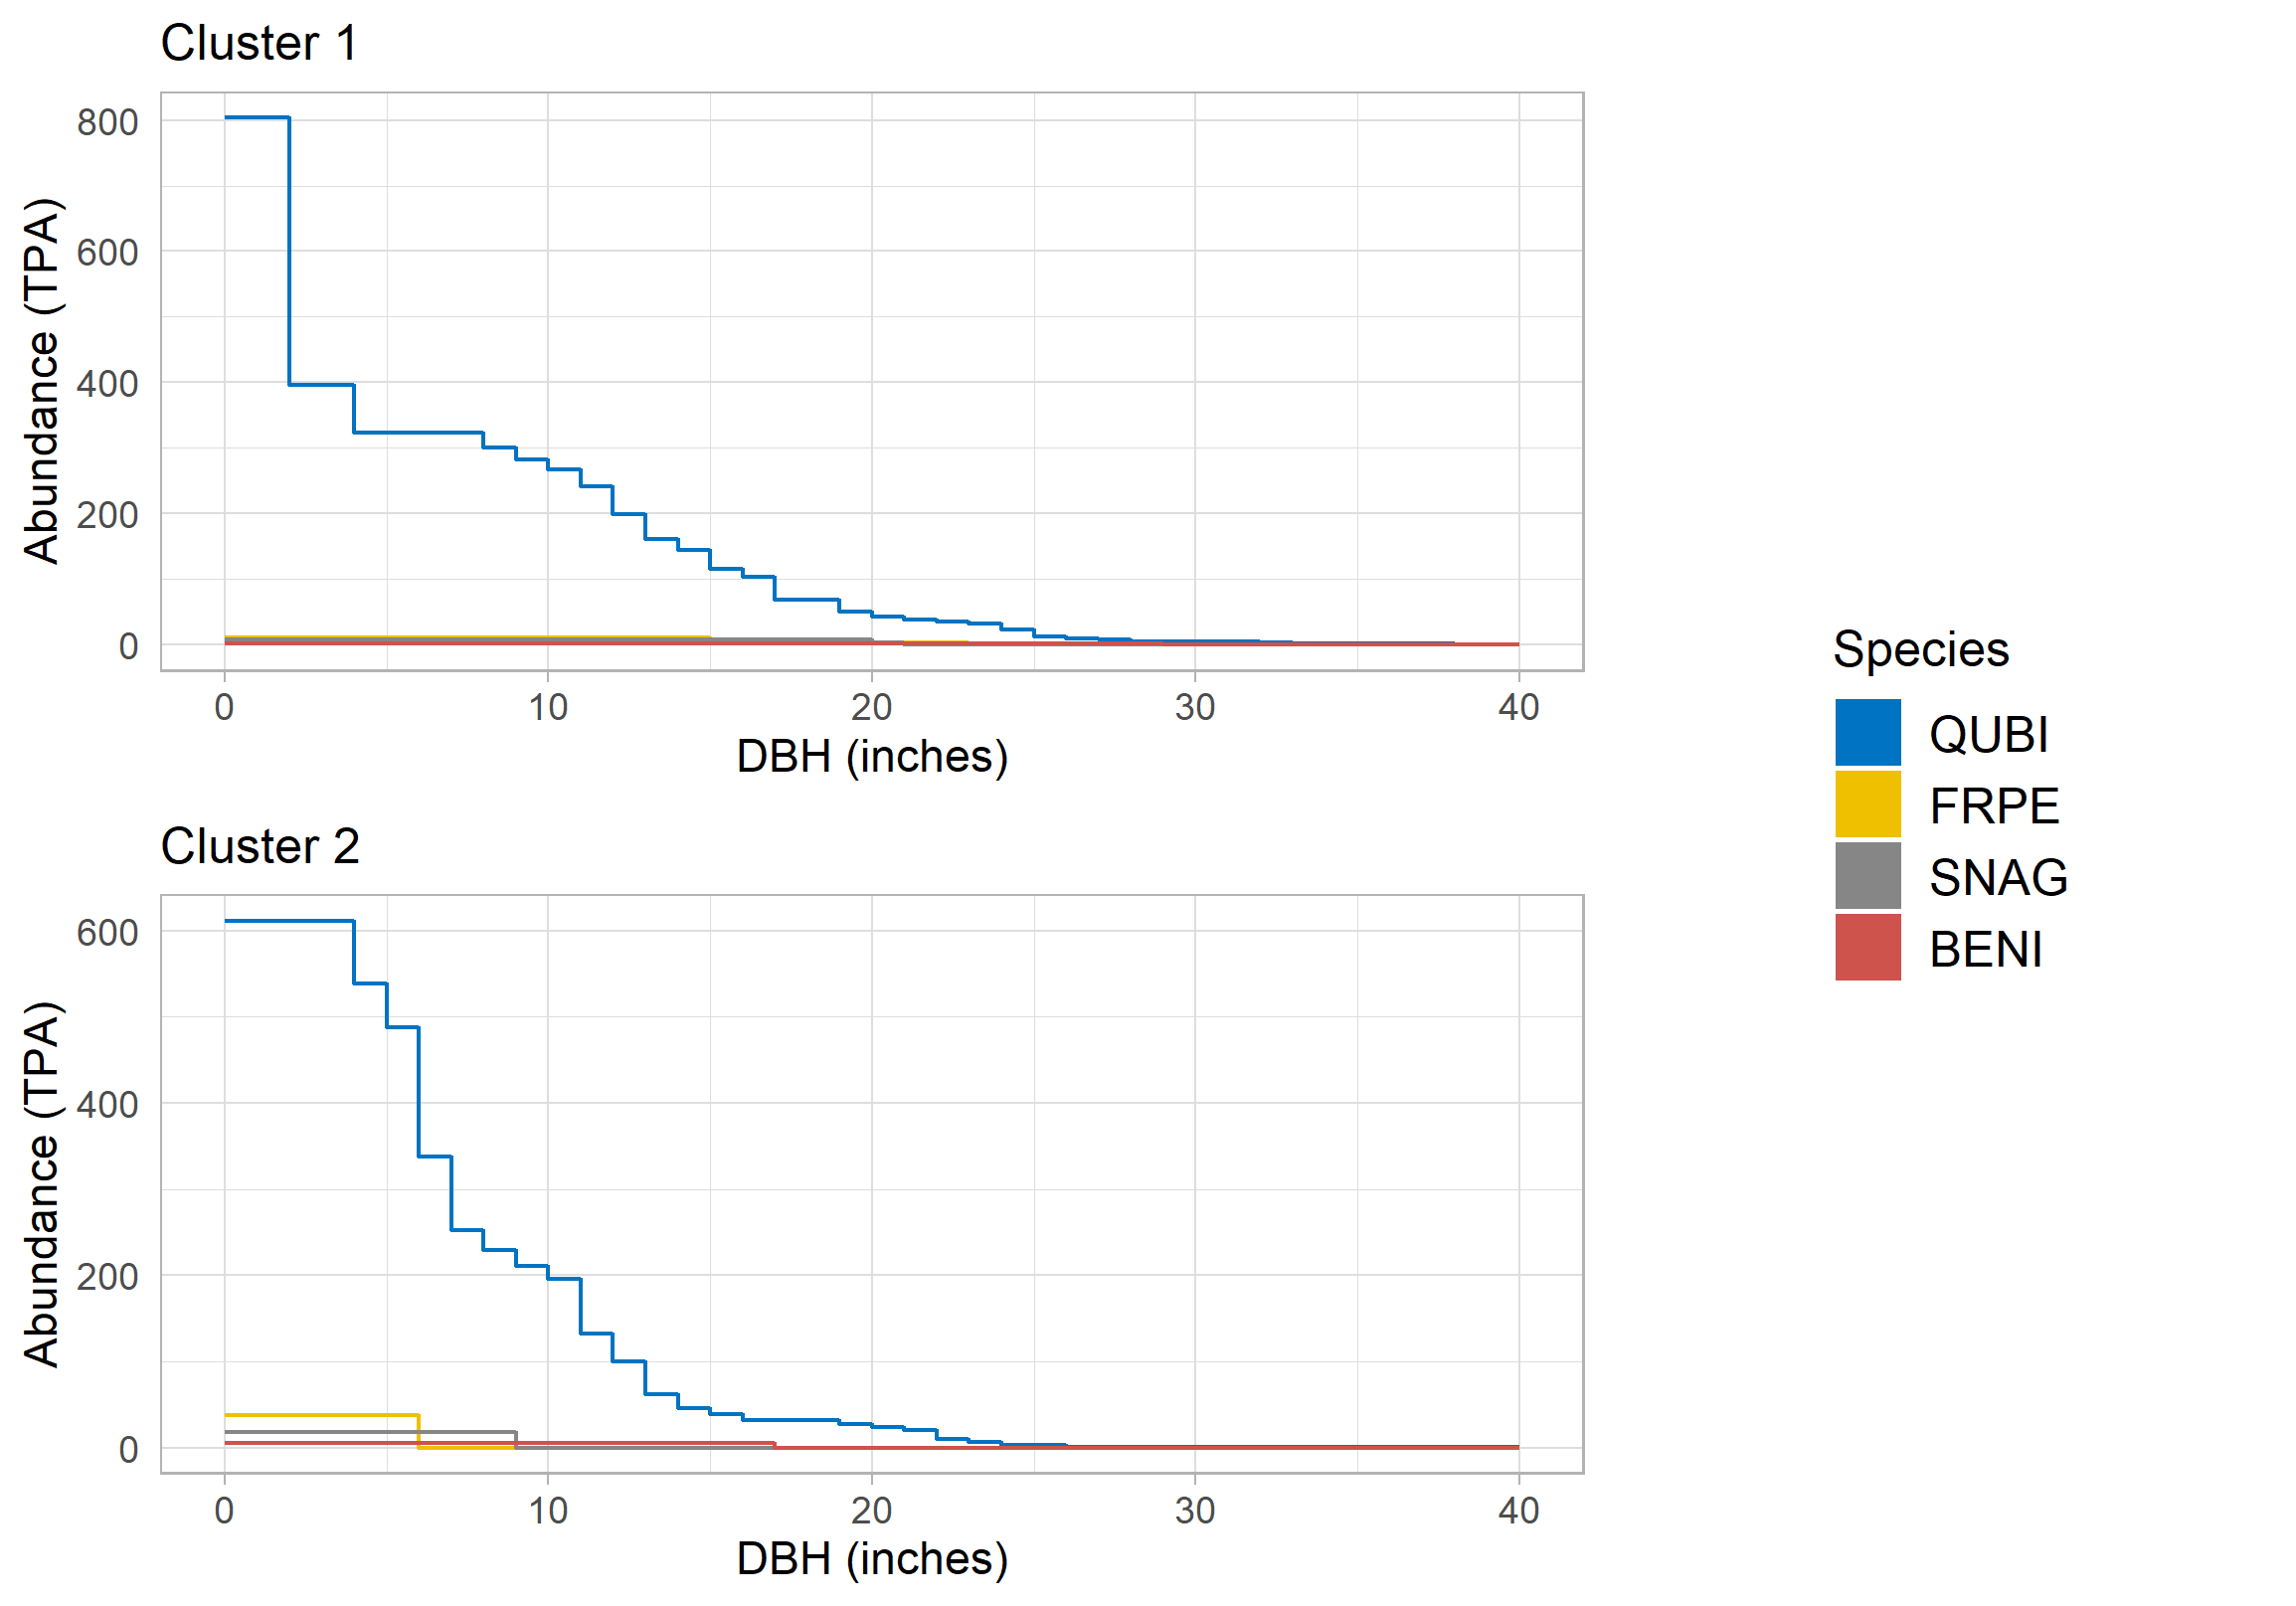 Cluster 1
Abundance (TPA)
800
600
400
200
0
0 10 20 30 40
DBH (inches)
Cluster 2
Abundance (TPA)
600
400
200
0
0 10 20 30 40
DBH (inches)
Species
QUBI
FRPE
SNAG
BENI